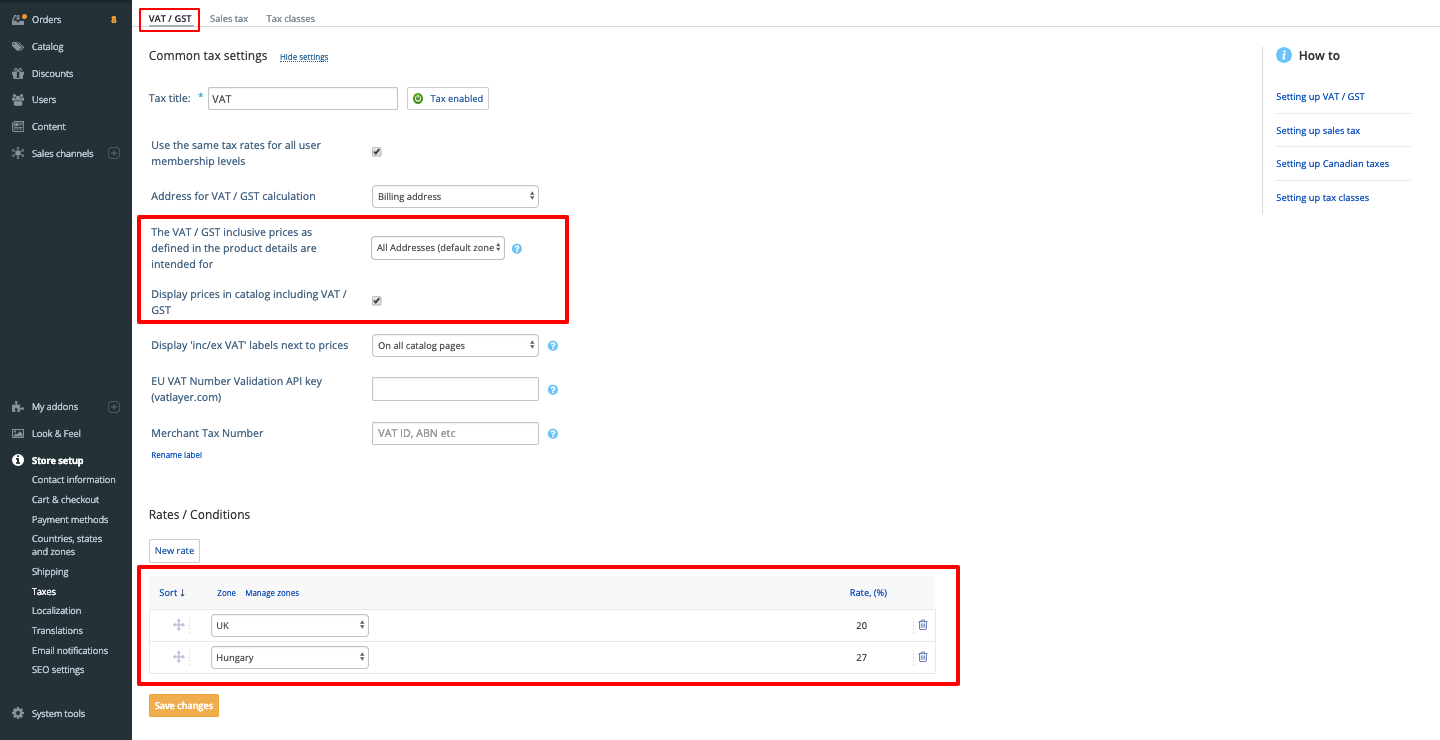 Orders
8
Catalog
Discounts
Users
Content
Sales channels
My addons
Look & Feel
Store setup
Contact information
Cart & checkout
Payment methods
Countries, states
and zones
Shipping
Taxes
Localization
Translations
Email notifications
SEO settings
System tools
VAT / GST
Sales tax
Tax classes
Common tax settings
Hide settings
Tax title:
*
VAT
Tax enabled
Use the same tax rates for all user
membership levels
Address for VAT / GST calculation
Billing address
The VAT / GST inclusive prices as
defined in the product details are
intended for
All Addresses (default zone
?
Display prices in catalog including VAT /
GST
Display 'inc/ex VAT' labels next to prices
On all catalog pages
?
EU VAT Number Validation API key
(vatlayer.com)
?
Merchant Tax Number
VAT ID, ABN etc
?
Rename label
Rates / Conditions
New rate
Sort ↓
Zone
Manage zones
Rate, (%)
UK
20
Hungary
27
Save changes
i
How to
Setting up VAT / GST
Setting up sales tax
Setting up Canadian taxes
Setting up tax classes